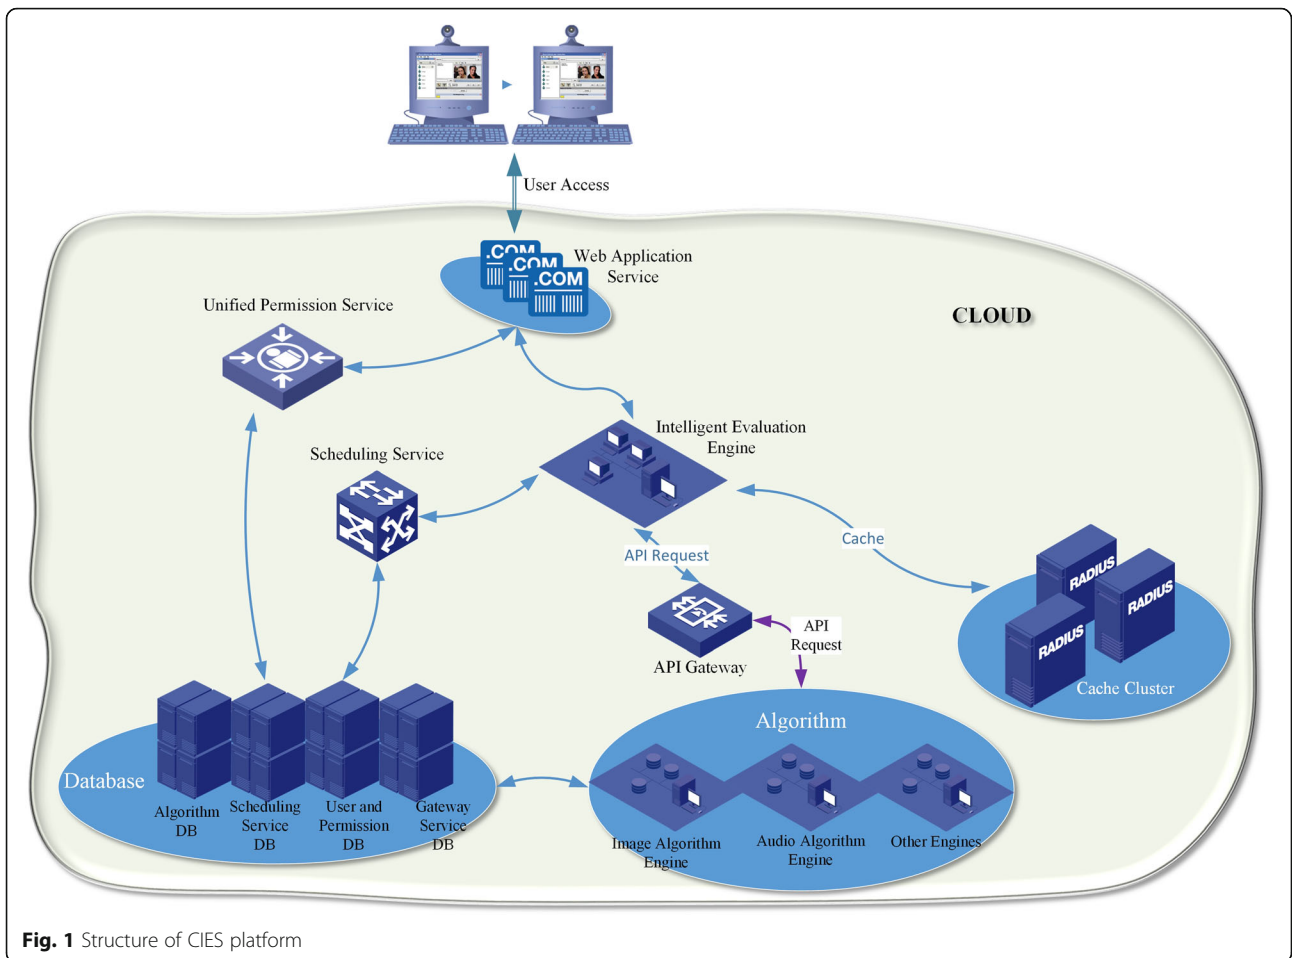 User Access
.COM
.COM
.COM
Web Application
Service
Unified Permission Service
CLOUD
Intelligent Evaluation
Engine
Scheduling Service
Cache
API Request
RADIUS
RADIUS
RADIUS
API
Request
API Gateway
Cache Cluster
Algorithm
Database
Algorithm
DB
Scheduling
Service
DB
User and
Permission
DB
Gateway
Service
DB
Image Algorithm
Engine
Audio Algorithm
Engine
Other Engines
Fig. 1 Structure of CIES platform